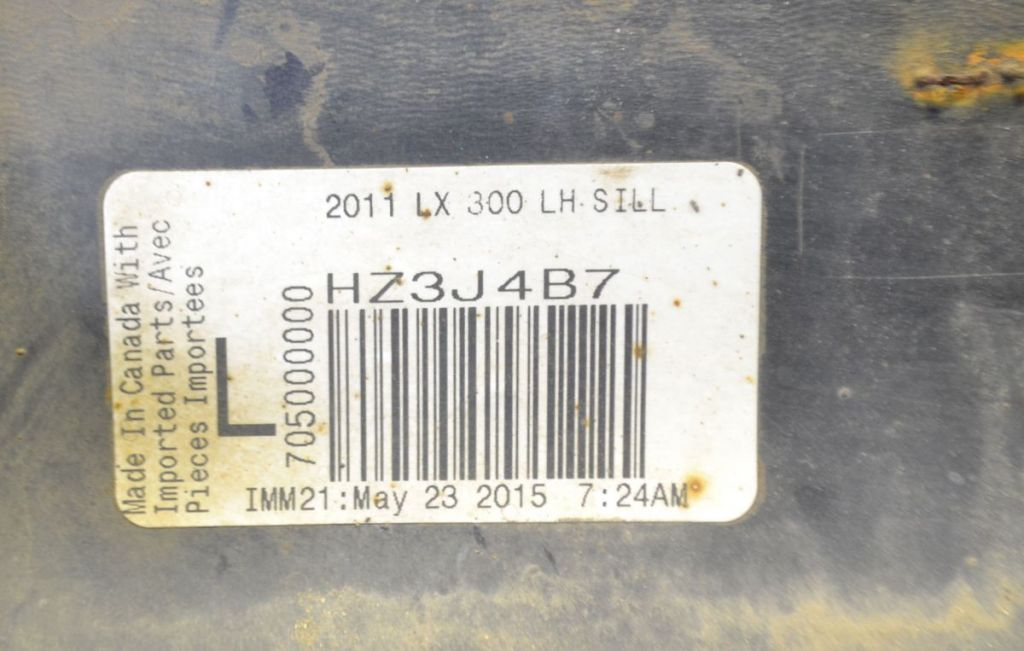 2011 LX 300 LH SILL
HZ3J4B7
Made In Canada With
Imported Parts/Avec
Pieces Importees
L
7050000000
IMM21:May 23 2015 7:24AM